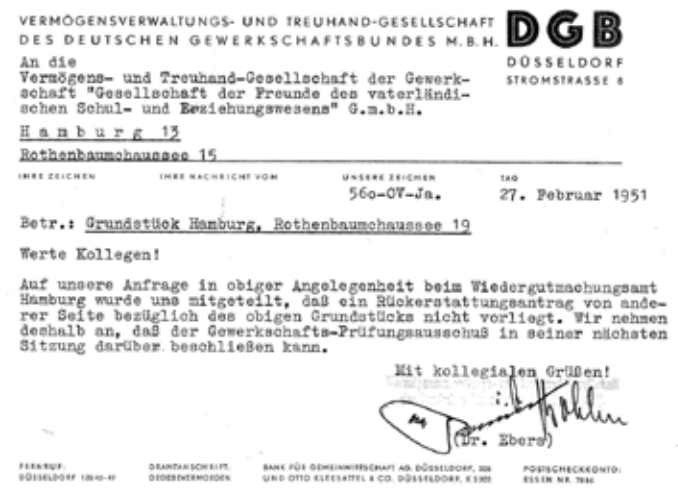 VERMÖGENSVERWALTUNGS- UND TREUHAND-GESELLSCHAFT
DES DEUTSCHEN GEWERKSCHAFTSBUNDES M.B.H.
DGB
DÜSSELDORF
STROMSTRASSE 8
An die
Vermögens- und Treuhand-Gesellschaft der Gewerk-
schaft "Gesellschaft der Freunde des vaterländi-
schen Schul- und Erziehungswesens" G.m.b.H.
Hamburg 13
Rothenbaumchaussee 15
IHRE ZEICHEN IHRE NACHRICHT VOM UNSERE ZEICHEN TAG
56o-OV-Ja. 27. Februar 1951
Betr.: Grundstück Hamburg, Rothenbaumchaussee 19
Werte Kollegen!
Auf unsere Anfrage in obiger Angelegenheit beim Wiedergutmachungsamt
Hamburg wurde uns mitgeteilt, daß ein Rückerstattungsantrag von ande-
rer Seite bezüglich des obigen Grundstücks nicht vorliegt. Wir nehmen
deshalb an, daß der Gewerkschafts-Prüfungsausschuß in seiner nächsten
Sitzung darüber beschließen kann.
Mit kollegialen Grüßen!
(Dr. Ebers)
FERNRUF: DRAHTANSCHRIFT: BANK FÜR GEMEINWIRTSCHAFT AG. DÜSSELDORF, POSTSCHECKKONTO:
DÜSSELDORF UND OTTO KLEESATTEL & CO. DÜSSELDORF, ESSEN NR.